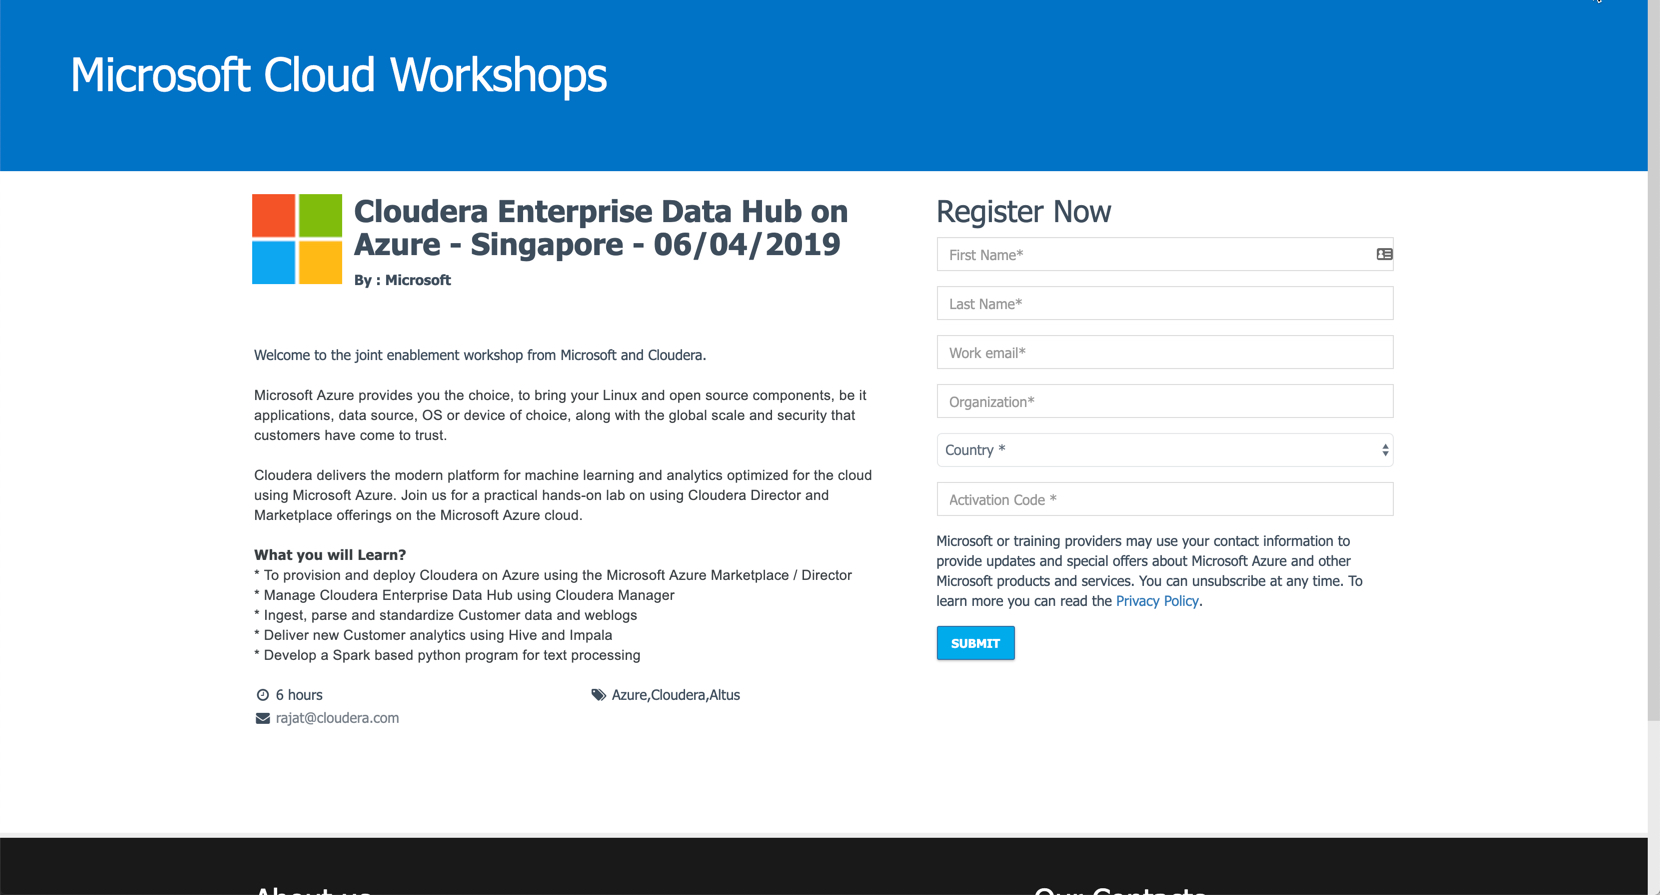 Microsoft Cloud Workshops
Cloudera Enterprise Data Hub on
Azure - Singapore - 06/04/2019
By : Microsoft
Welcome to the joint enablement workshop from Microsoft and Cloudera.
Microsoft Azure provides you the choice, to bring your Linux and open source components, be it
applications, data source, OS or device of choice, along with the global scale and security that
customers have come to trust.
Cloudera delivers the modern platform for machine learning and analytics optimized for the cloud
using Microsoft Azure. Join us for a practical hands-on lab on using Cloudera Director and
Marketplace offerings on the Microsoft Azure cloud.
What you will Learn?
* To provision and deploy Cloudera on Azure using the Microsoft Azure Marketplace / Director
* Manage Cloudera Enterprise Data Hub using Cloudera Manager
* Ingest, parse and standardize Customer data and weblogs
* Deliver new Customer analytics using Hive and Impala
* Develop a Spark based python program for text processing
6 hours
Azure,Cloudera,Altus
rajat@cloudera.com
Register Now
First Name*
Last Name*
Work email*
Organization*
Country *
Activation Code *
Microsoft or training providers may use your contact information to
provide updates and special offers about Microsoft Azure and other
Microsoft products and services. You can unsubscribe at any time. To
learn more you can read the Privacy Policy.
SUBMIT
About us
Our Contacts